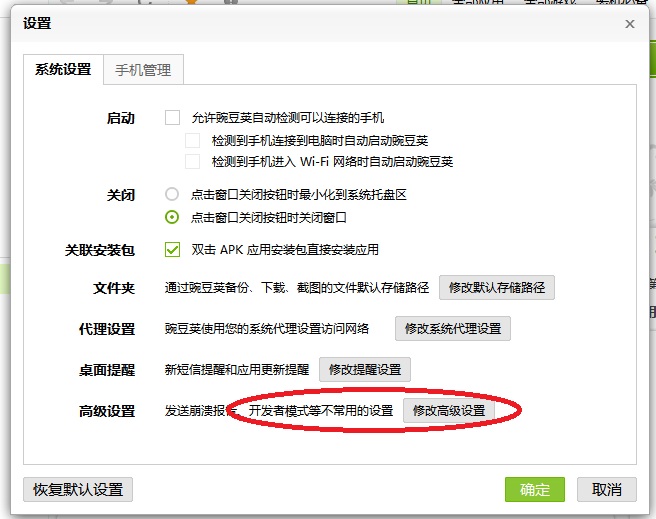 设置
系统设置 手机管理
启动 允许豌豆荚自动检测可以连接的手机
检测到手机连接到电脑时自动启动豌豆荚
检测到手机进入 Wi-Fi 网络时自动启动豌豆荚
关闭 点击窗口关闭按钮时最小化到系统托盘区
点击窗口关闭按钮时关闭窗口
关联安装包 双击 APK 应用安装包直接安装应用
文件夹 通过豌豆荚备份、下载、截图的文件默认存储路径 修改默认存储路径
代理设置 豌豆荚使用您的系统代理设置访问网络 修改系统代理设置
桌面提醒 新短信提醒和应用更新提醒 修改提醒设置
高级设置 发送崩溃报告、开发者模式等不常用的设置 修改高级设置
恢复默认设置 确定 取消